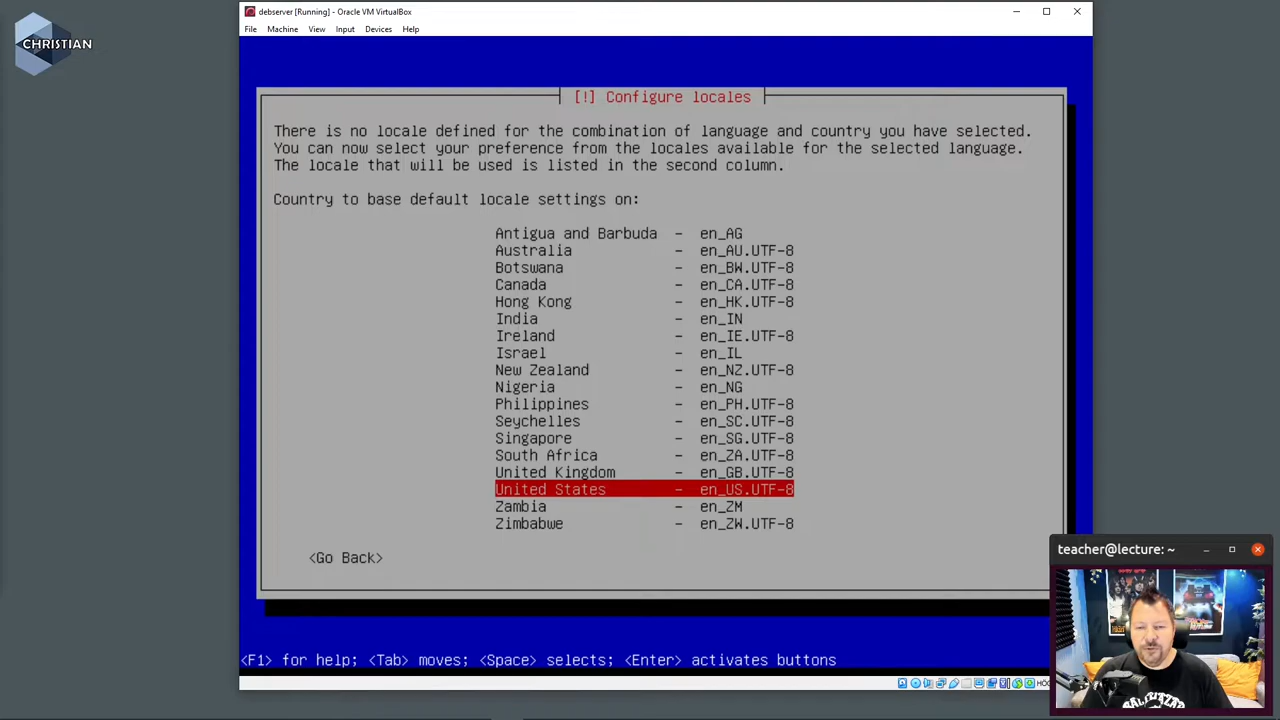 CHRISTIAN
debserver [Running] - Oracle VM VirtualBox
File Machine View Input Devices Help
[!] Configure locales
There is no locale defined for the combination of language and country you have selected.
You can now select your preference from the locales available for the selected language.
The locale that will be used is listed in the second column.
Country to base default locale settings on:
Antigua and Barbuda - en_AG
Australia - en_AU.UTF-8
Botswana - en_BW.UTF-8
Canada - en_CA.UTF-8
Hong Kong - en_HK.UTF-8
India - en_IN
Ireland - en_IE.UTF-8
Israel - en_IL
New Zealand - en_NZ.UTF-8
Nigeria - en_NG
Philippines - en_PH.UTF-8
Seychelles - en_SC.UTF-8
Singapore - en_SG.UTF-8
South Africa - en_ZA.UTF-8
United Kingdom - en_GB.UTF-8
United States - en_US.UTF-8
Zambia - en_ZM
Zimbabwe - en_ZW.UTF-8
<Go Back>
teacher@lecture: ~
<F1> for help; <Tab> moves; <Space> selects; <Enter> activates buttons